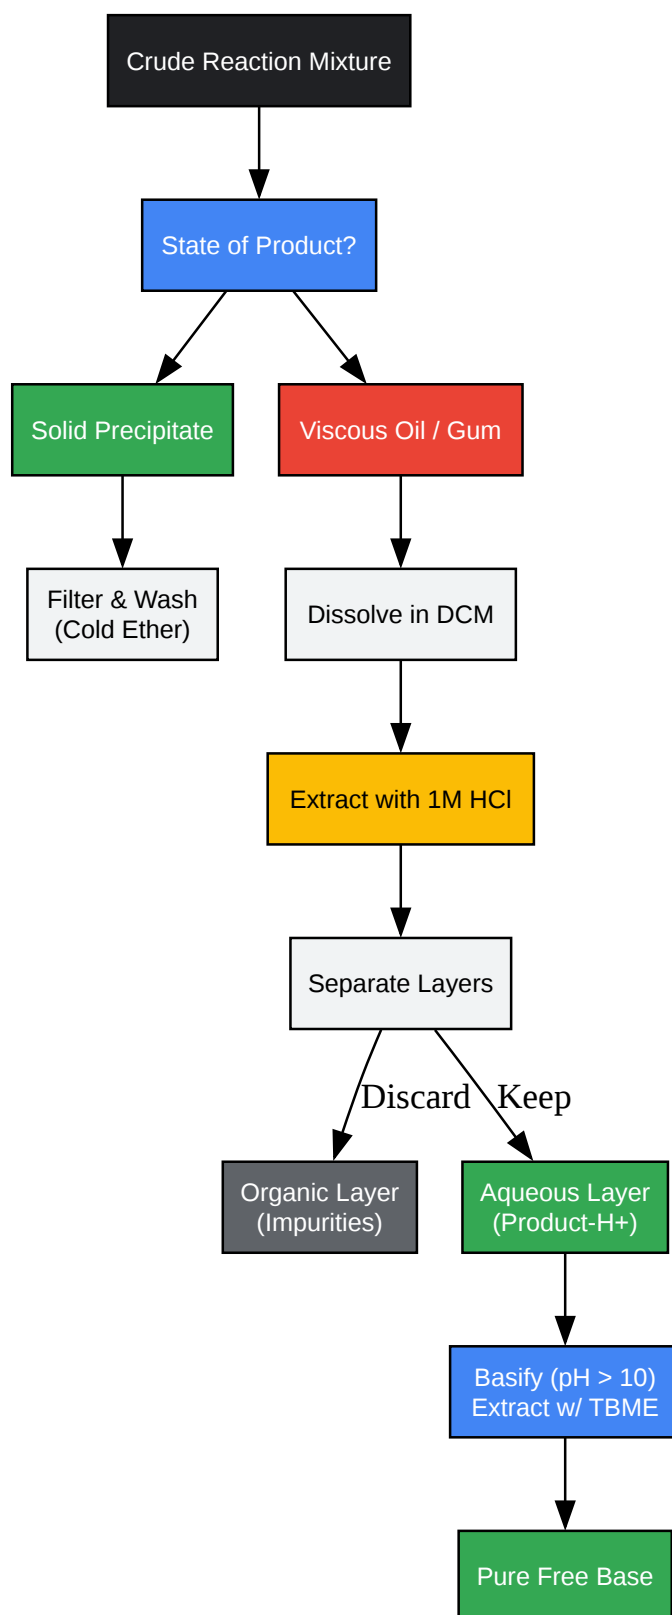 Crude Reaction Mixture
State of Product?
Solid Precipitate
Viscous Oil / Gum
Filter & Wash
(Cold Ether)
Dissolve in DCM
Extract with 1M HCl
Separate Layers
Discard
Keep
Organic Layer
(Impurities)
Aqueous Layer
(Product-H+)
Basify (pH > 10)
Extract w/ TBME
Pure Free Base